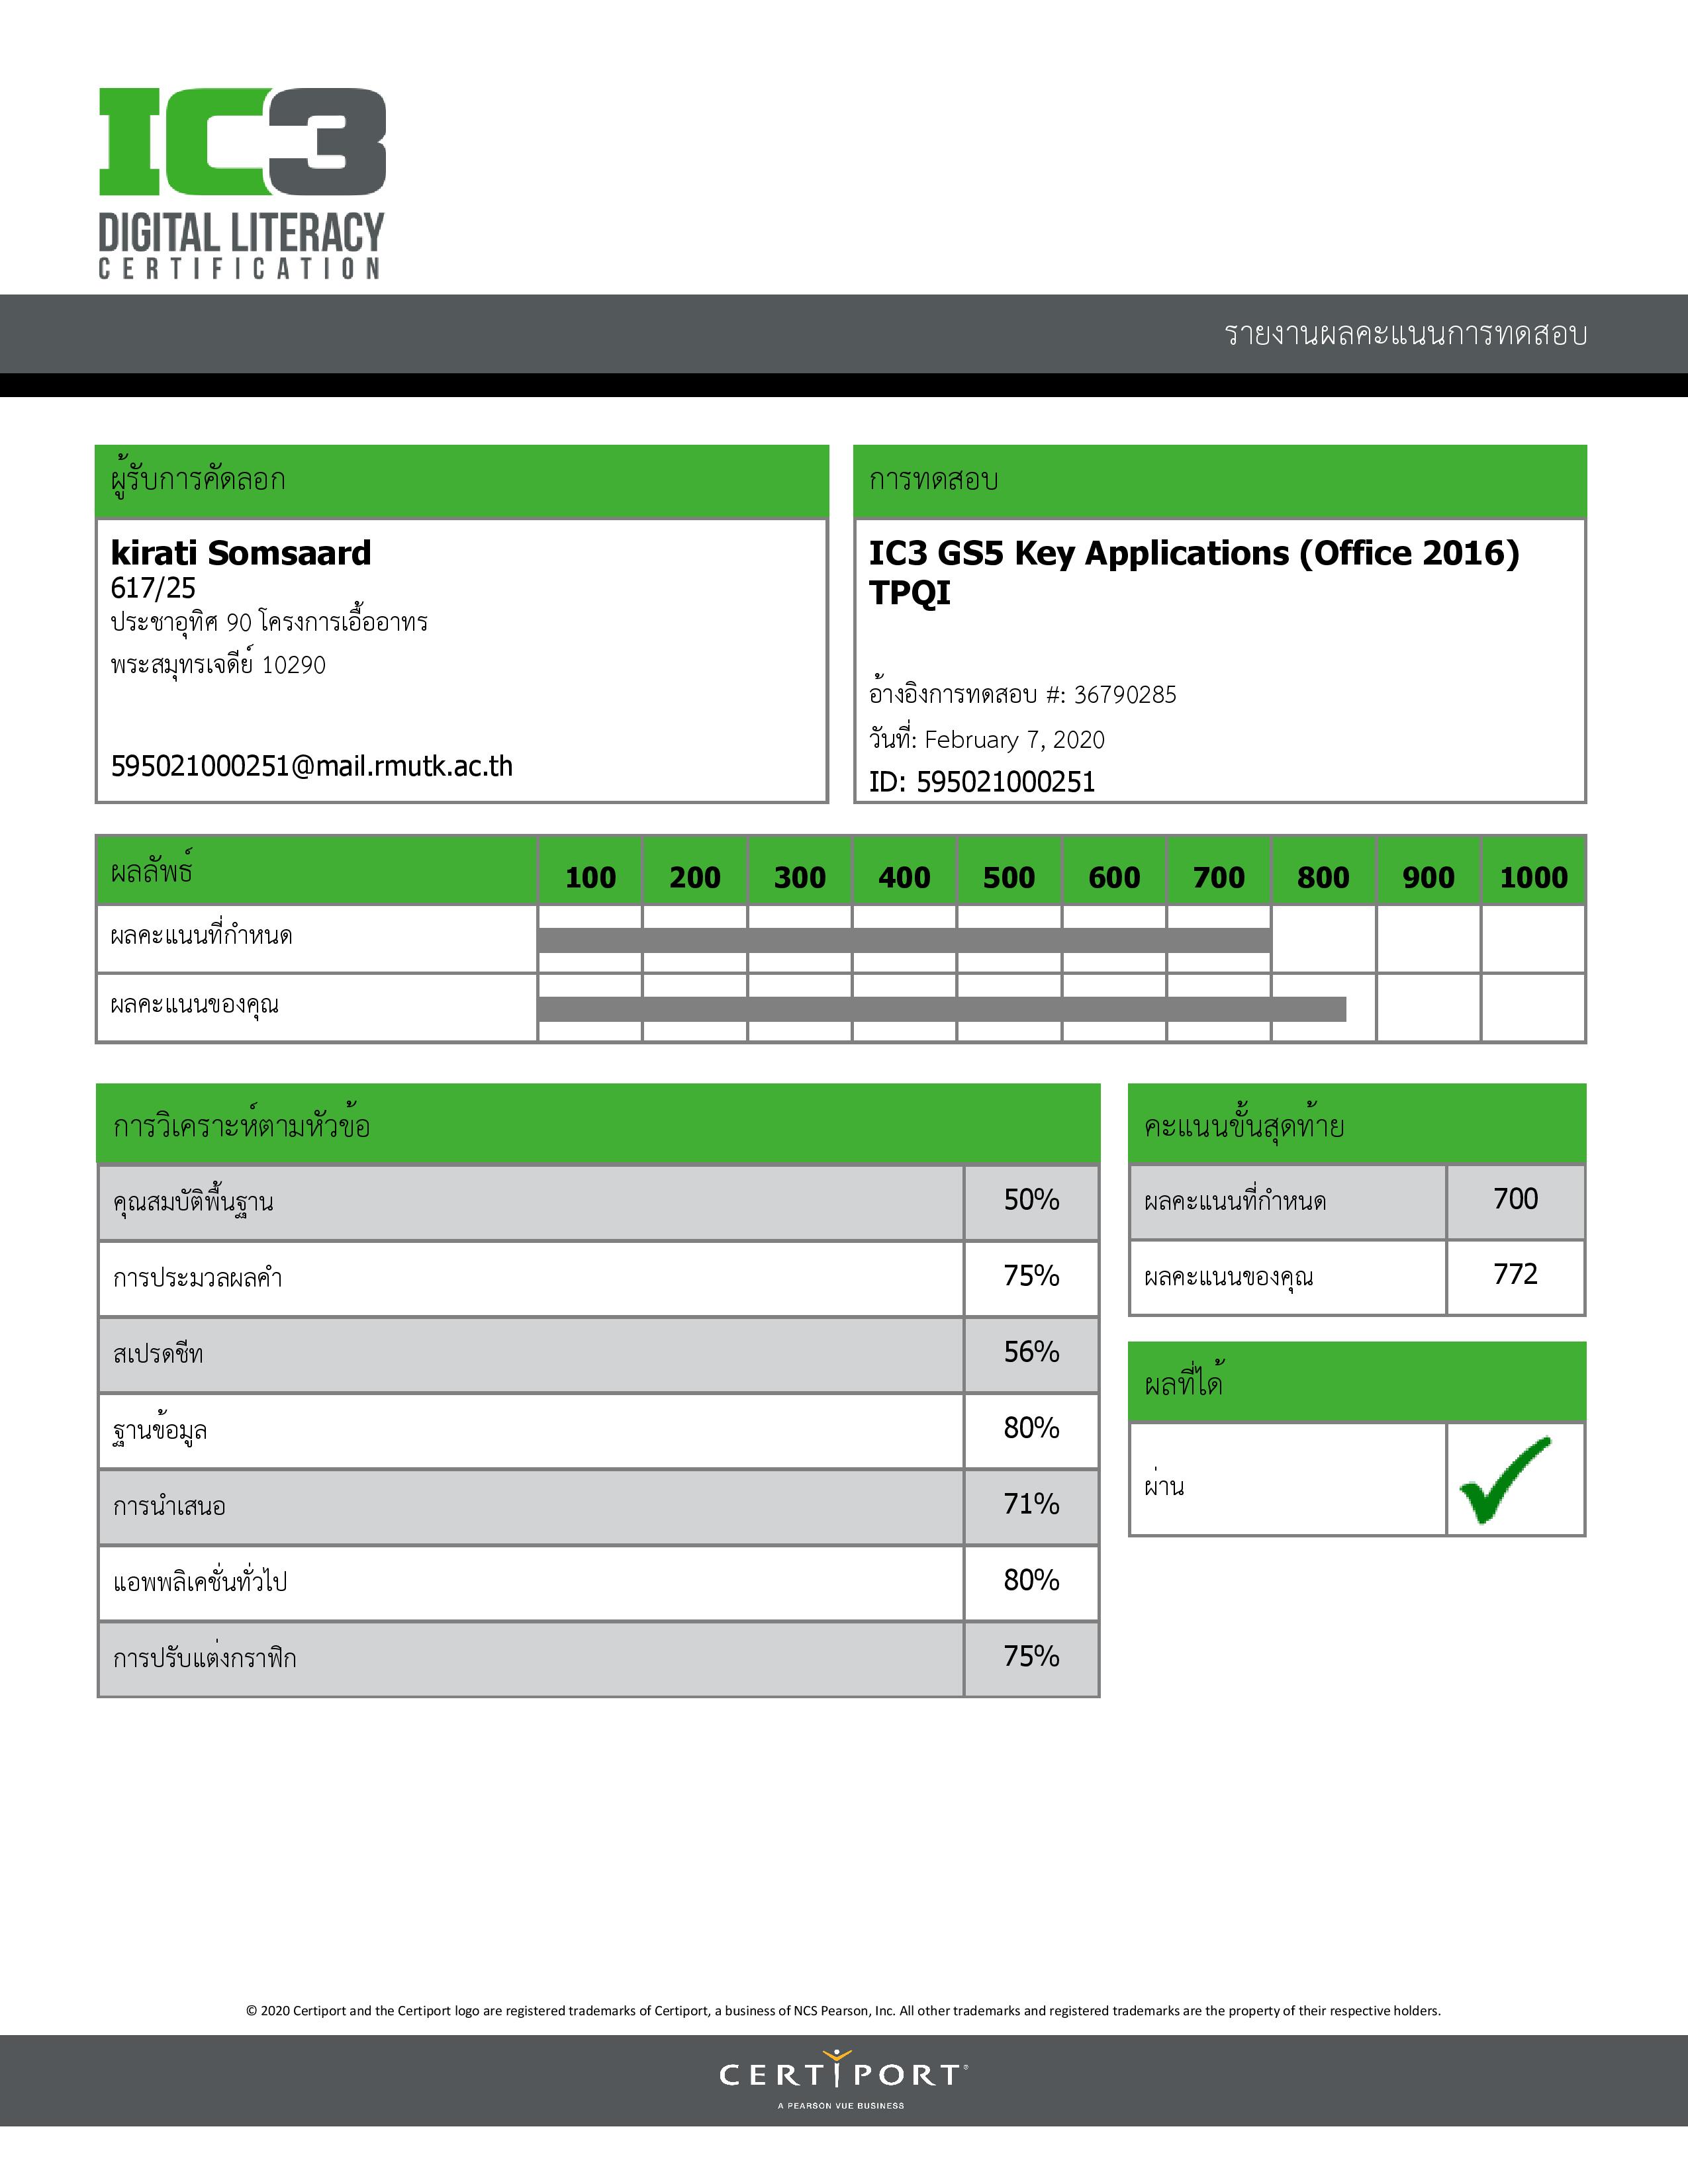 IC3
DIGITAL LITERACY
CERTIFICATION
รายงานผลคะแนนการทดสอบ
ผู้รับการคัดลอก
kirati Somsaard
617/25
ประชาอุทิศ 90 โครงการเอื้ออาทร
พระสมุทรเจดีย์ 10290
595021000251@mail.rmutk.ac.th
การทดสอบ
IC3 GS5 Key Applications (Office 2016)
TPQI
อ้างอิงการทดสอบ #: 36790285
วันที่: February 7, 2020
ID: 595021000251
ผลลัพธ์ 100 200 300 400 500 600 700 800 900 1000
ผลคะแนนที่กำหนด
ผลคะแนนของคุณ
การวิเคราะห์ตามหัวข้อ
คุณสมบัติพื้นฐาน 50%
การประมวลผลคำ 75%
สเปรดชีท 56%
ฐานข้อมูล 80%
การนำเสนอ 71%
แอพพลิเคชั่นทั่วไป 80%
การปรับแต่งกราฟิก 75%
คะแนนขั้นสุดท้าย
ผลคะแนนที่กำหนด 700
ผลคะแนนของคุณ 772
ผลที่ได้
ผ่าน
© 2020 Certiport and the Certiport logo are registered trademarks of Certiport, a business of NCS Pearson, Inc. All other trademarks and registered trademarks are the property of their respective holders.
CERTIPORT®
A PEARSON VUE BUSINESS